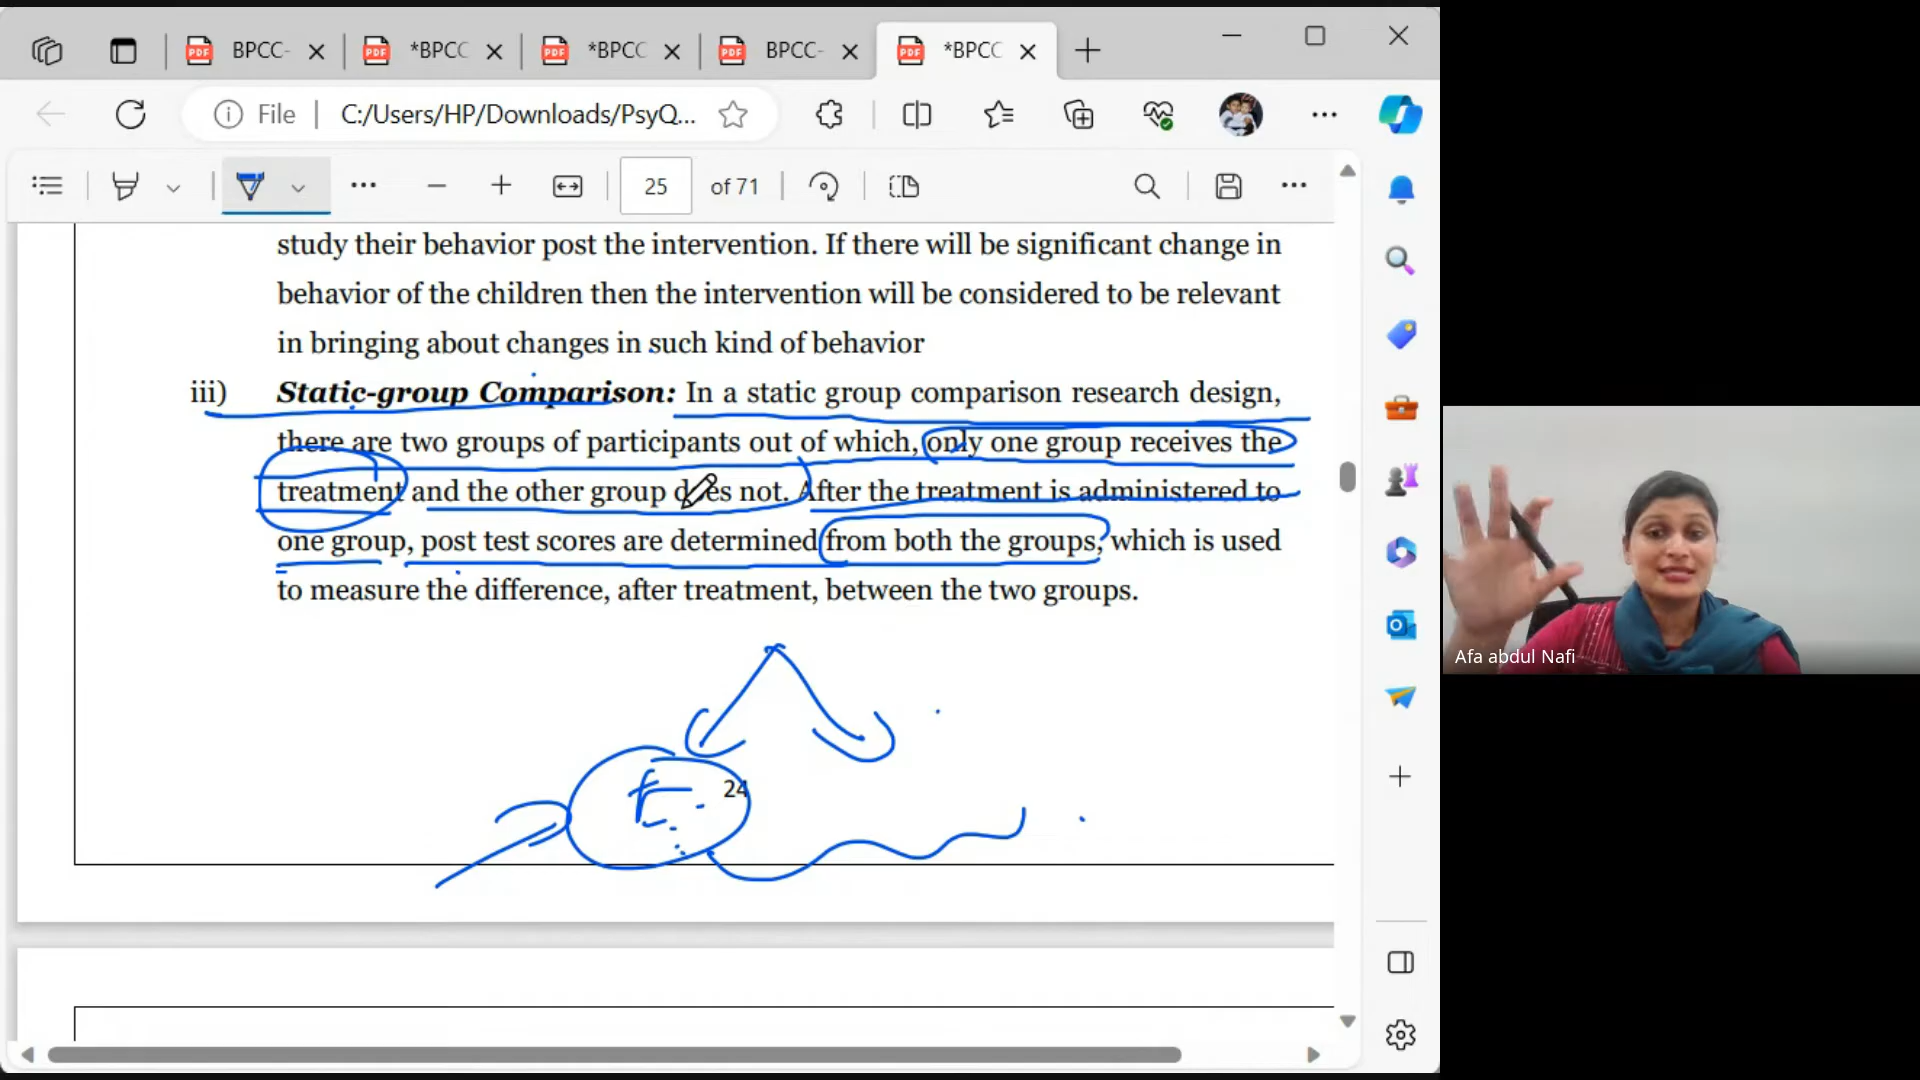 BPCC-
*BPCC
*BPCC
BPCC-
*BPCC
File
C:/Users/HP/Downloads/PsyQ...
25 of 71
study their behavior post the intervention. If there will be significant change in
behavior of the children then the intervention will be considered to be relevant
in bringing about changes in such kind of behavior
iii) Static-group Comparison: In a static group comparison research design,
there are two groups of participants out of which, only one group receives the
treatment and the other group does not. After the treatment is administered to
one group, post test scores are determined from both the groups, which is used
to measure the difference, after treatment, between the two groups.
E.
24
Afa abdul Nafi